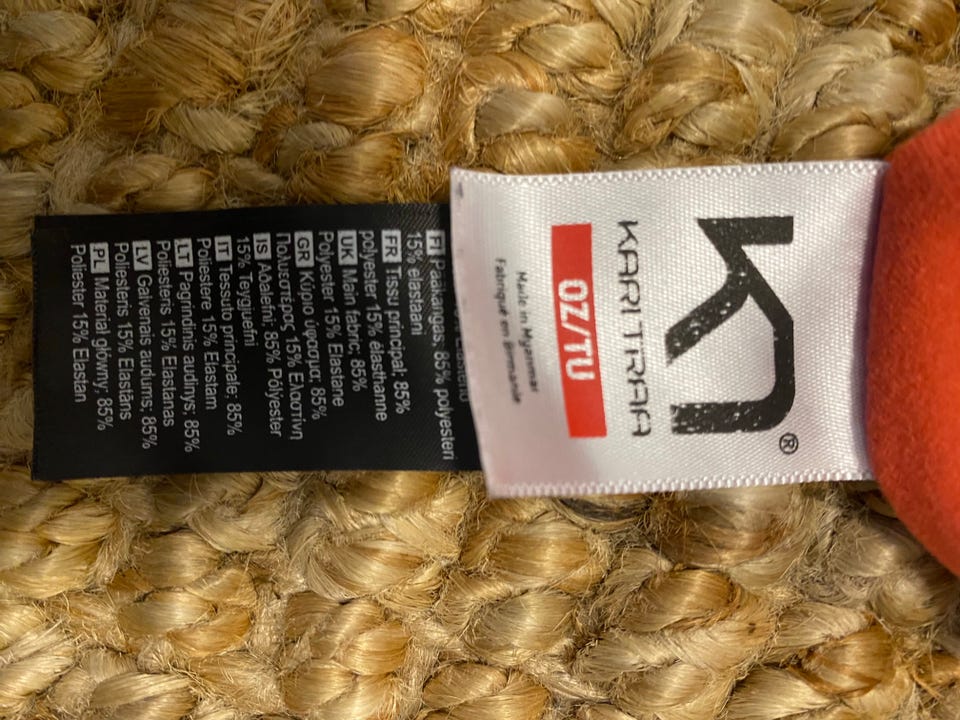 KARI TRAA
®
OZ/TU
Made in Myanmar
Fabriqué en Birmanie
FI Pääkangas; 85% polyesteri
15% elastaani
FR Tissu principal; 85%
polyester 15% élasthanne
UK Main fabric; 85%
Polyester 15% Elastane
GR Κύριο ύφασμα; 85%
Πολυεστέρας 15% Ελαστίνη
IS Aðalefni; 85% Pólýester
15% Teygjuefni
IT Tessuto principale; 85%
Poliestere 15% Elastam
LT Pagrindinis audinys; 85%
Poliesteris 15% Elastanas
LV Galvenais audums; 85%
Poliesteris 15% Elastāns
PL Materiał główny; 85%
Poliester 15% Elastan